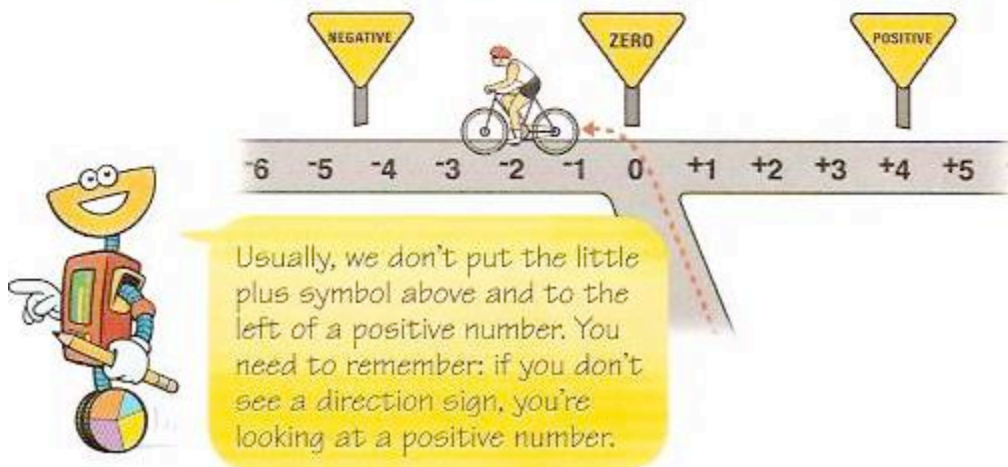 NEGATIVE ZERO POSITIVE
-6 -5 -4 -3 -2 -1 0 +1 +2 +3 +4 +5
Usually, we don't put the little
plus symbol above and to the
left of a positive number. You
need to remember: if you don't
see a direction sign, you're
looking at a positive number.